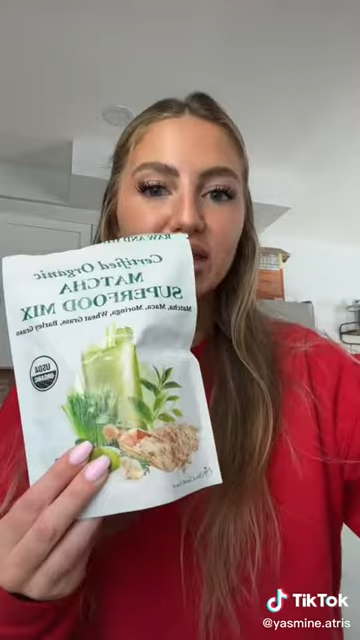 RAW AND
Certified Organic
MATCHA
SUPERFOOD MIX
Matcha, Maca, Moringa, Wheat Grass, Barley Grass
USDA
ORGANIC
TikTok
@yasmine.atris